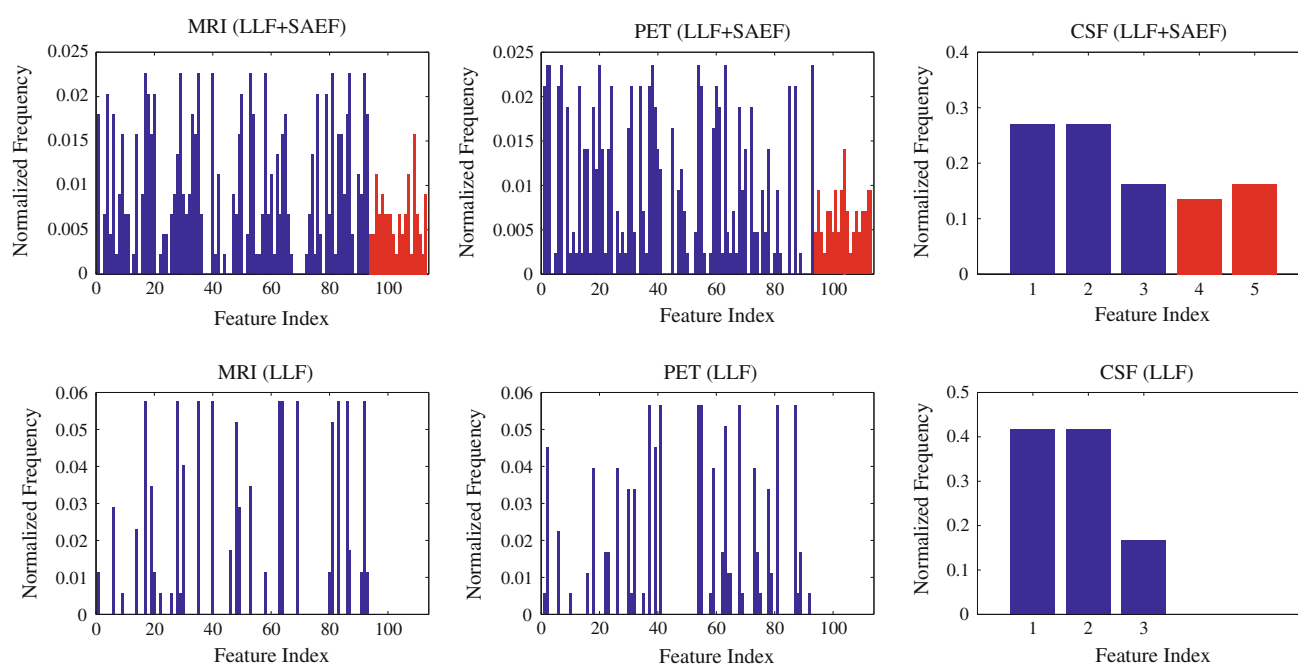 MRI (LLF+SAEF)
0.025
0.02
0.015
0.01
0.005
0
Normalized Frequency
0 20 40 60 80 100
Feature Index
PET (LLF+SAEF)
0.025
0.02
0.015
0.01
0.005
0
Normalized Frequency
0 20 40 60 80 100
Feature Index
CSF (LLF+SAEF)
0.4
0.3
0.2
0.1
0
Normalized Frequency
1 2 3 4 5
Feature Index
MRI (LLF)
0.06
0.05
0.04
0.03
0.02
0.01
0
Normalized Frequency
0 20 40 60 80 100
Feature Index
PET (LLF)
0.06
0.05
0.04
0.03
0.02
0.01
0
Normalized Frequency
0 20 40 60 80 100
Feature Index
CSF (LLF)
0.5
0.4
0.3
0.2
0.1
0
Normalized Frequency
1 2 3
Feature Index